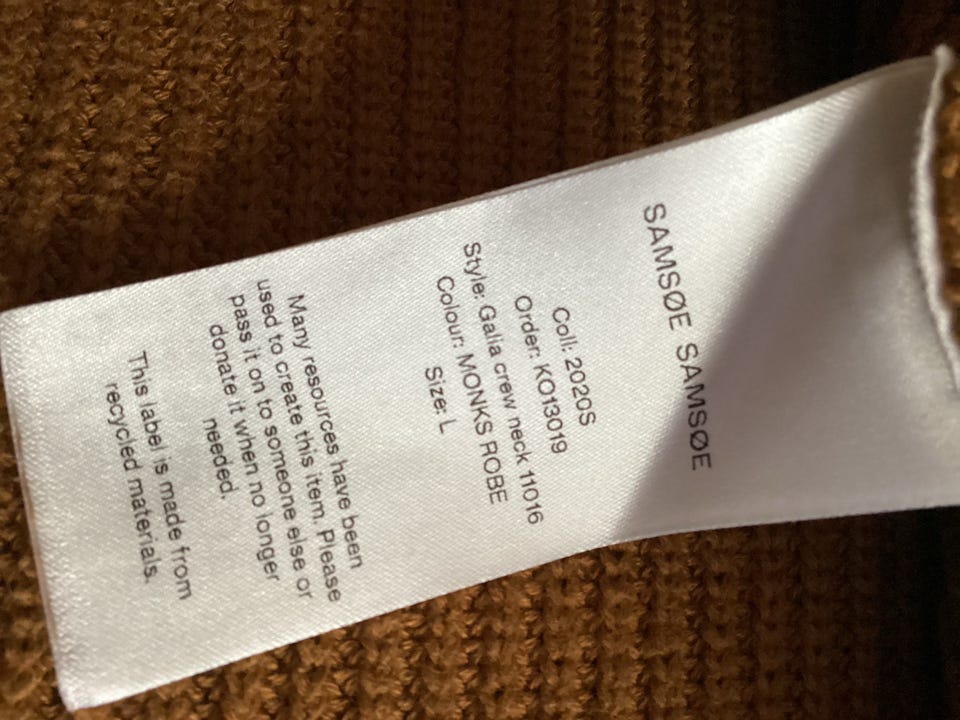 SAMSØE SAMSØE
Coll: 2020S
Order: KO13019
Style: Galia crew neck 11016
Colour: MONKS ROBE
Size: L
Many resources have been
used to create this item. Please
pass it on to someone else or
donate it when no longer
needed.
This label is made from
recycled materials.